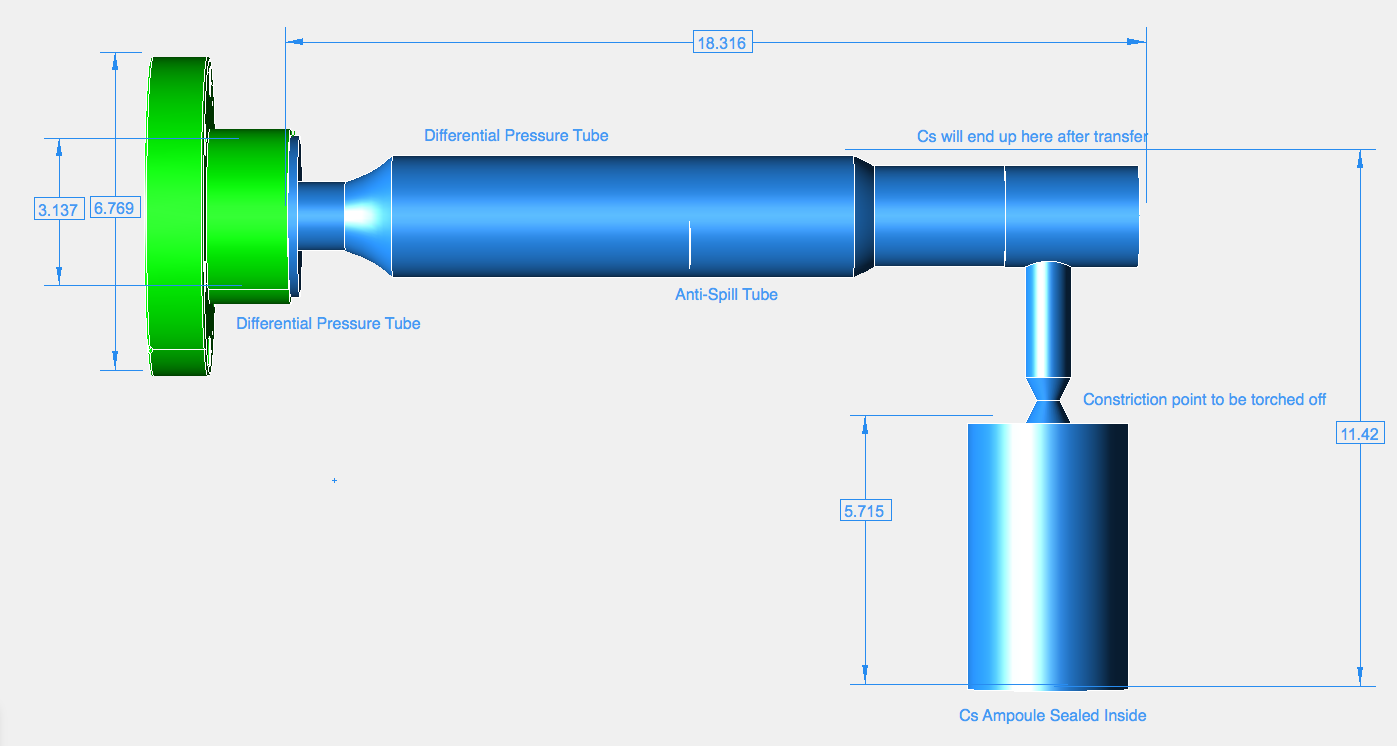 18.316
Differential Pressure Tube
Cs will end up here after transfer
3.137
6.769
Anti-Spill Tube
Differential Pressure Tube
Constriction point to be torched off
11.42
5.715
Cs Ampoule Sealed Inside